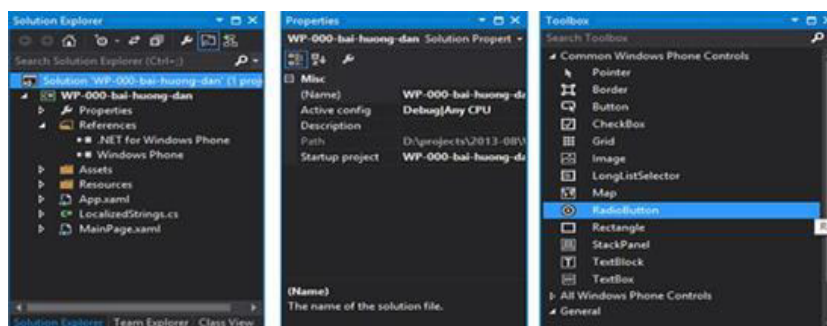 Solution Explorer
Search Solution Explorer (Ctrl+;)
Solution 'WP-000-bai-huong-dan' (1 proj
WP-000-bai-huong-dan
Properties
References
.NET for Windows Phone
Windows Phone
Assets
Resources
App.xaml
LocalizedStrings.cs
MainPage.xaml
Solution Explorer Team Explorer Class View
Properties
WP-000-bai-huong-dan Solution Propert
Misc
(Name) WP-000-bai-huong-da
Active config Debug|Any CPU
Description
Path D:\projects\2013-08\
Startup project WP-000-bai-huong-da
(Name)
The name of the solution file.
Toolbox
Search Toolbox
Common Windows Phone Controls
Pointer
Border
Button
CheckBox
Grid
Image
LongListSelector
Map
RadioButton
Rectangle
StackPanel
TextBlock
TextBox
All Windows Phone Controls
General